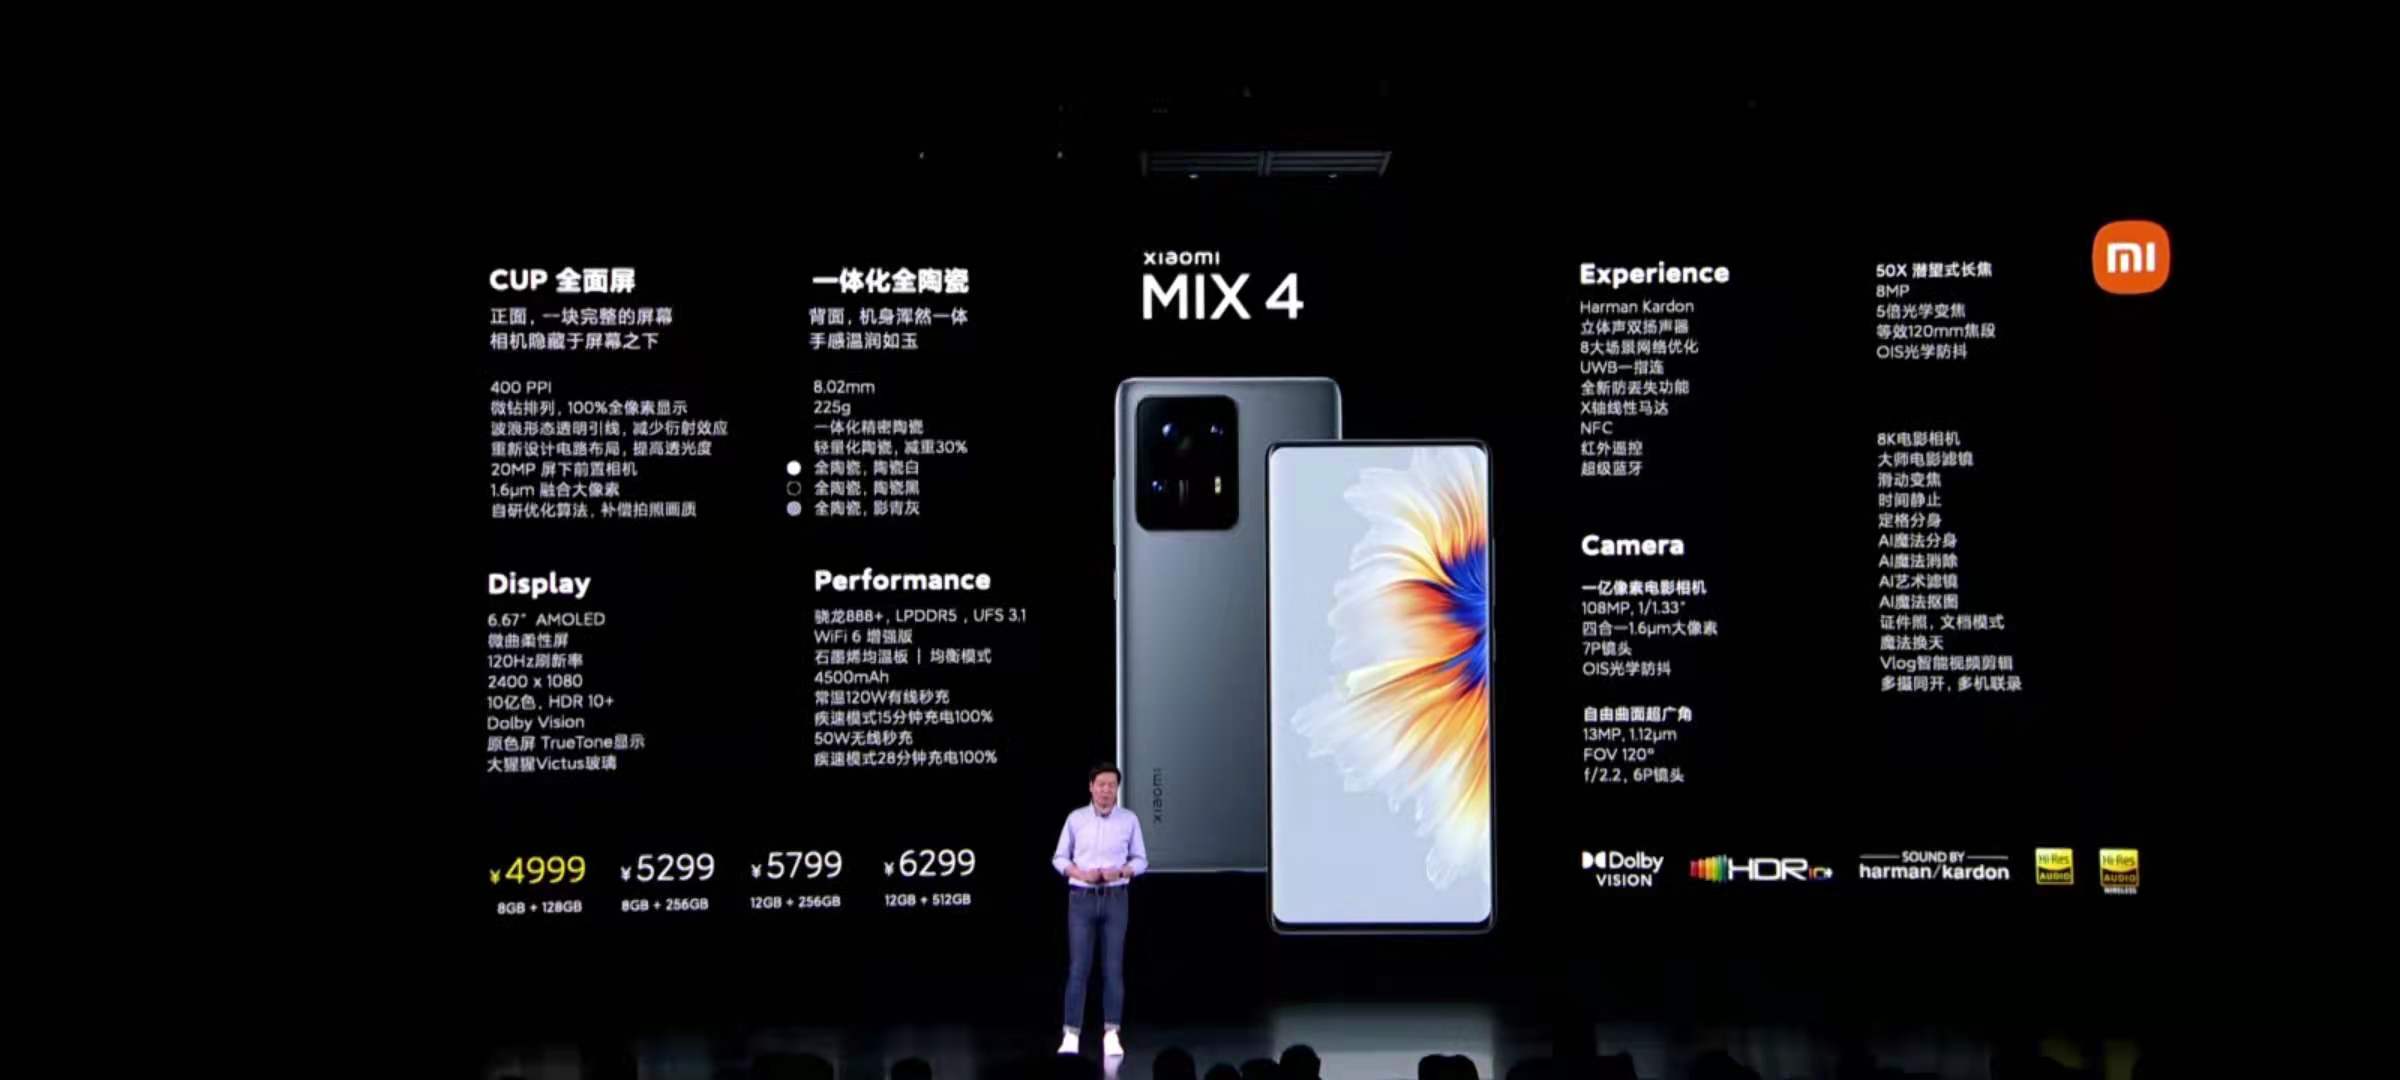 CUP 全面屏
正面，一块完整的屏幕
相机隐藏于屏幕之下
400 PPI
微钻排列，100%全像素显示
波浪形态透明引线，减少衍射效应
重新设计电路布局，提高透光度
20MP 屏下前置相机
1.6μm 融合大像素
自研优化算法，补偿拍照画质
一体化全陶瓷
背面，机身浑然一体
手感温润如玉
8.02mm
225g
一体化精密陶瓷
轻量化陶瓷，减重30%
全陶瓷，陶瓷白
全陶瓷，陶瓷黑
全陶瓷，影青灰
Display
6.67" AMOLED
微曲柔性屏
120Hz刷新率
2400 x 1080
10亿色，HDR 10+
Dolby Vision
原色屏 TrueTone显示
大猩猩Victus玻璃
Performance
骁龙888+, LPDDR5 , UFS 3.1
WiFi 6 增强版
石墨烯均温板 | 均衡模式
4500mAh
常温120W有线秒充
疾速模式15分钟充电100%
50W无线秒充
疾速模式28分钟充电100%
¥4999
8GB + 128GB
¥5299
8GB + 256GB
¥5799
12GB + 256GB
¥6299
12GB + 512GB
xiaomi
MIX 4
xiaomi
Experience
Harman Kardon
立体声双扬声器
8大场景网络优化
UWB一指连
全新防丢失功能
X轴线性马达
NFC
红外遥控
超级蓝牙
Camera
一亿像素电影相机
108MP, 1/1.33"
四合一1.6μm大像素
7P镜头
OIS光学防抖
自由曲面超广角
13MP, 1.12μm
FOV 120°
f/2.2, 6P镜头
50X 潜望式长焦
8MP
5倍光学变焦
等效120mm焦段
OIS光学防抖
8K电影相机
大师电影滤镜
滑动变焦
时间静止
定格分身
AI魔法分身
AI魔法消除
AI艺术滤镜
AI魔法抠图
证件照，文档模式
魔法换天
Vlog智能视频剪辑
多摄同开，多机联录
mi
Dolby
VISION
HDR10+
SOUND BY
harman/kardon
Hi-Res
AUDIO
Hi-Res
AUDIO
WIRELESS